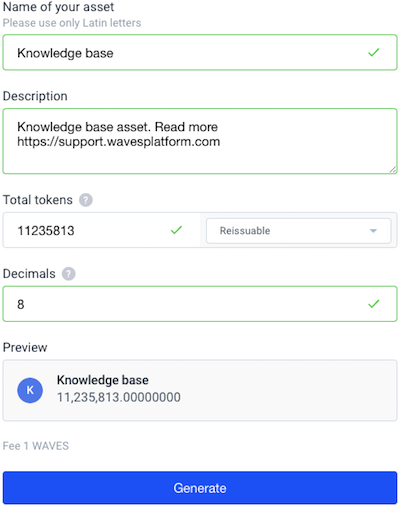 Name of your asset
Please use only Latin letters
Knowledge base
Description
Knowledge base asset. Read more
https://support.wavesplatform.com
Total tokens ?
11235813 Reissuable
Decimals ?
8
Preview
K Knowledge base
11,235,813.00000000
Fee 1 WAVES
Generate